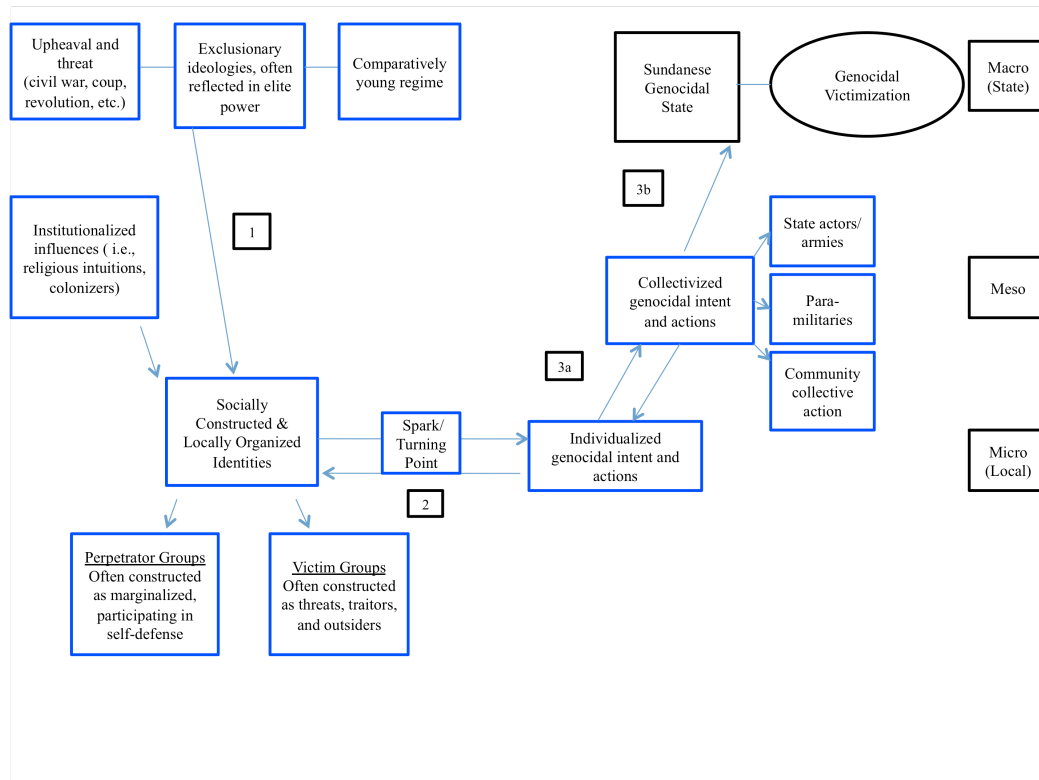 Upheaval and
threat
(civil war, coup,
revolution, etc.)
Exclusionary
ideologies, often
reflected in elite
power
Comparatively
young regime
Sundanese
Genocidal
State
Genocidal
Victimization
Macro
(State)
3b
Institutionalized
influences ( i.e.,
religious intuitions,
colonizers)
1
State actors/
armies
Collectivized
genocidal intent
and actions
Para-
militaries
Meso
3a
Community
collective
action
Socially
Constructed &
Locally Organized
Identities
Spark/
Turning
Point
Individualized
genocidal intent and
actions
Micro
(Local)
2
Perpetrator Groups
Often constructed
as marginalized,
participating in
self-defense
Victim Groups
Often constructed
as threats, traitors,
and outsiders